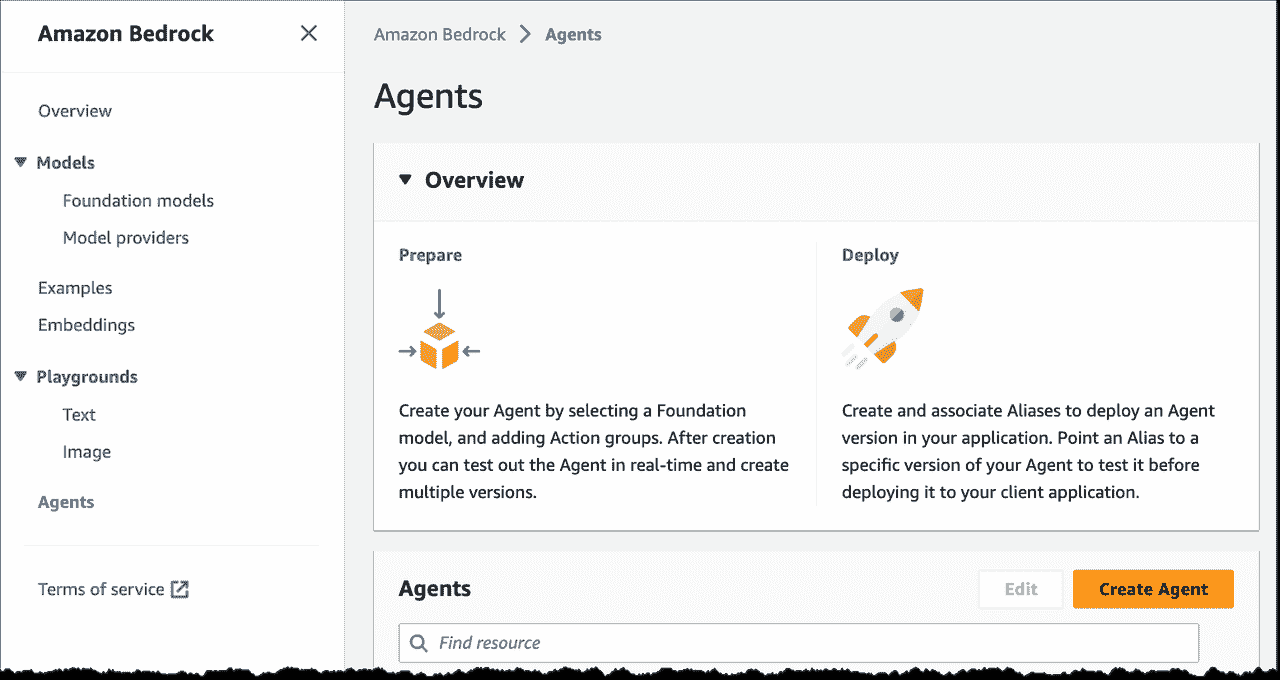 Amazon Bedrock
Overview
Models
Foundation models
Model providers
Examples
Embeddings
Playgrounds
Text
Image
Agents
Terms of service
Amazon Bedrock > Agents
Agents
Overview
Prepare
Create your Agent by selecting a Foundation
model, and adding Action groups. After creation
you can test out the Agent in real-time and create
multiple versions.
Deploy
Create and associate Aliases to deploy an Agent
version in your application. Point an Alias to a
specific version of your Agent to test it before
deploying it to your client application.
Agents
Edit
Create Agent
Find resource